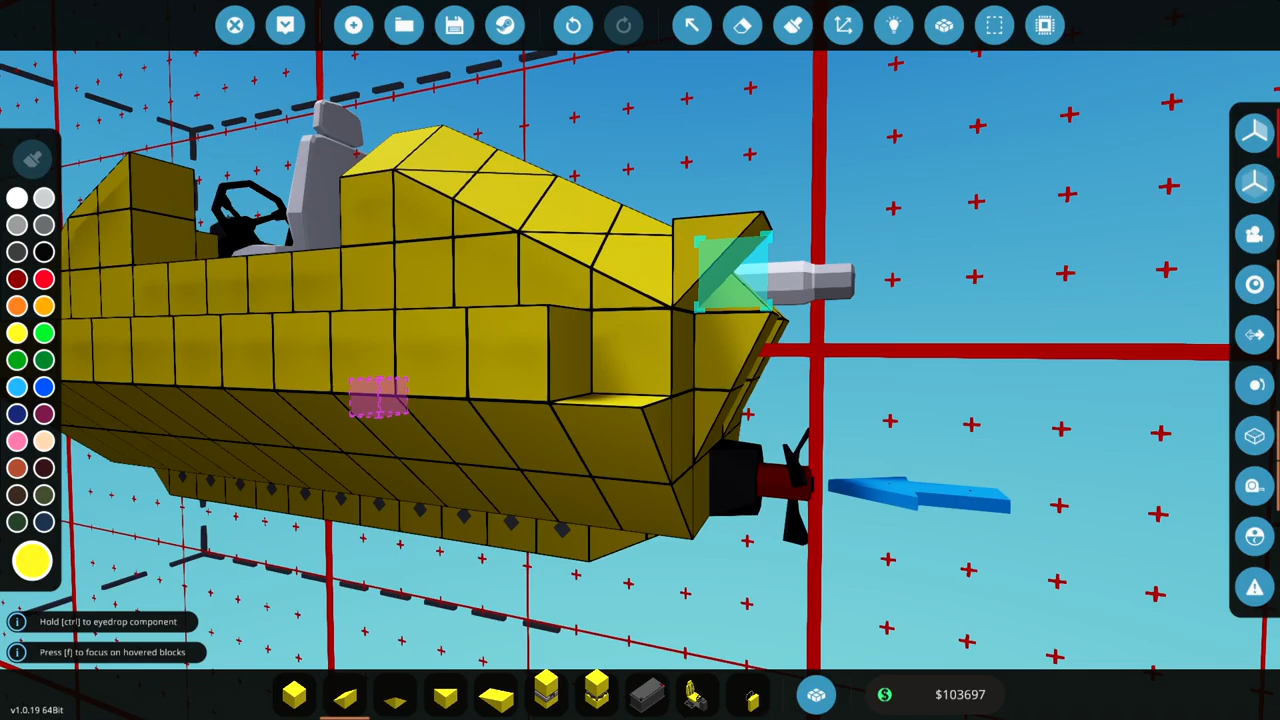 Hold [ctrl] to eyedrop component
Press [f] to focus on hovered blocks
$ $103697
v1.0.19 64Bit